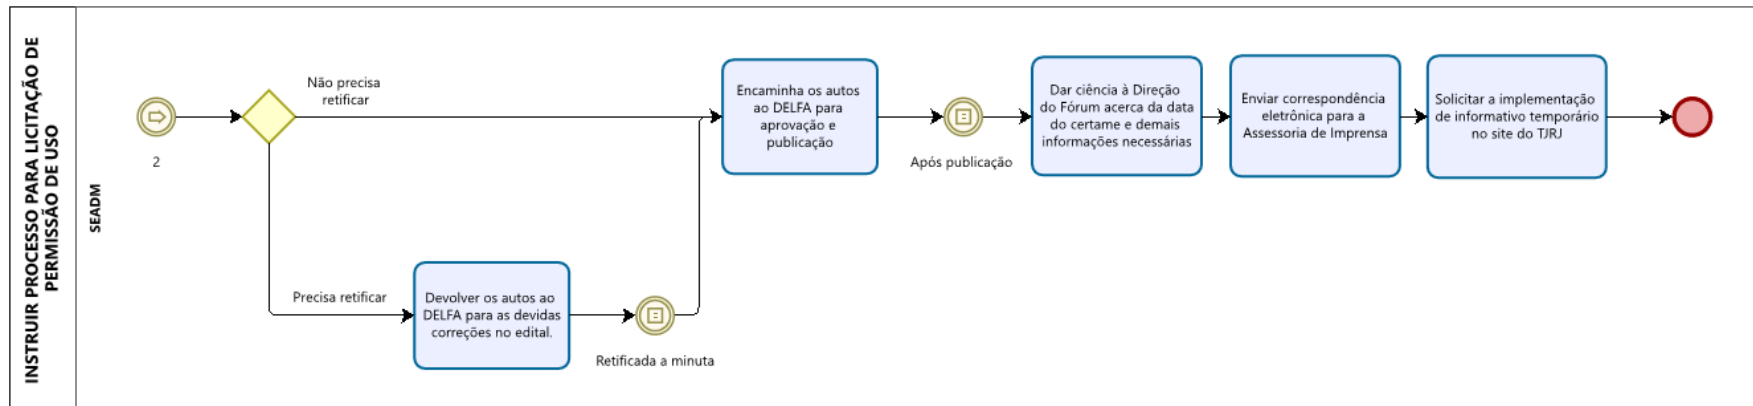 INSTRUIR PROCESSO PARA LICITAÇÃO DE
PERMISSÃO DE USO
SEADM
2
Não precisa
retificar
Precisa retificar
Devolver os autos ao
DELFA para as devidas
correções no edital.
Retificada a minuta
Encaminha os autos
ao DELFA para
aprovação e
publicação
Após publicação
Dar ciência à Direção
do Fórum acerca da data
do certame e demais
informações necessárias
Enviar correspondência
eletrônica para a
Assessoria de Imprensa
Solicitar a implementação
de informativo temporário
no site do TJRJ